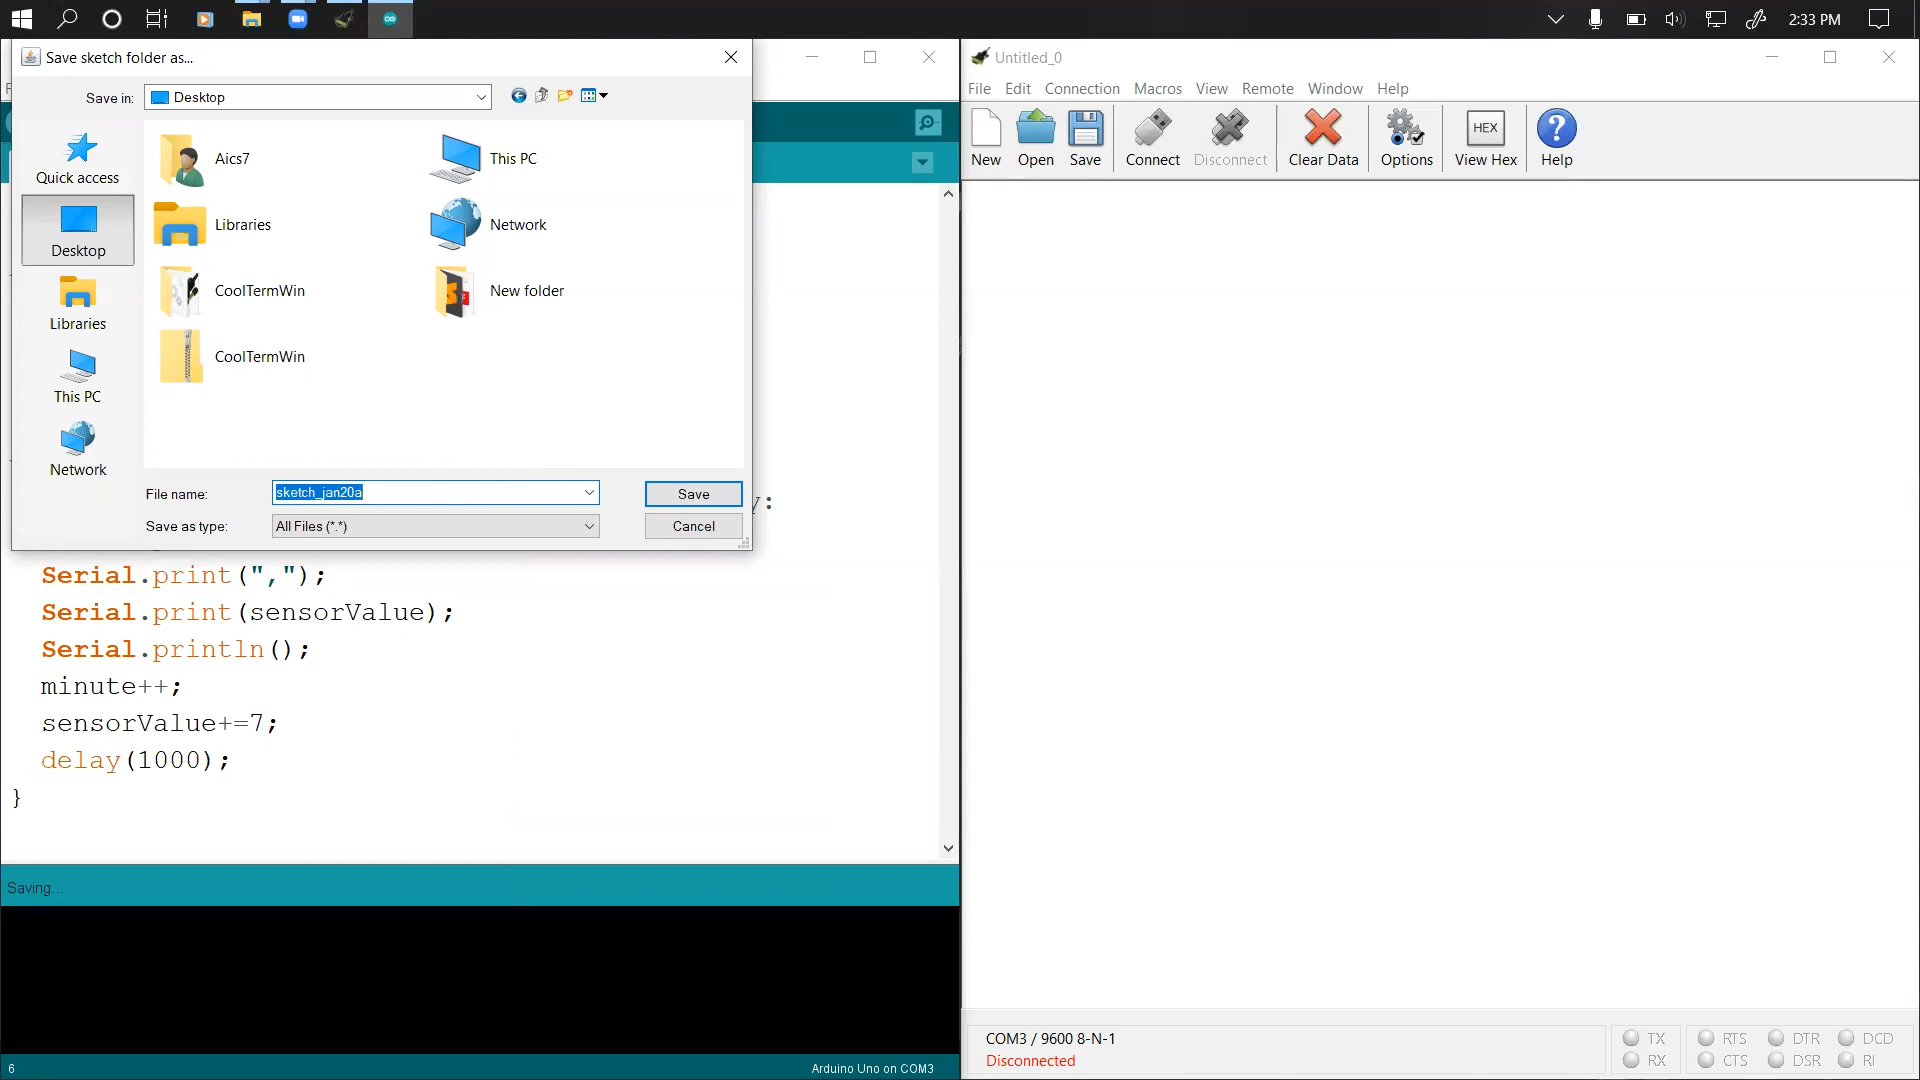 2:33 PM
Save sketch folder as...
Save in:
Desktop
Quick access
Desktop
Libraries
This PC
Network
Aics7
This PC
Libraries
Network
CoolTermWin
New folder
CoolTermWin
File name:
sketch_jan20a
Save
Save as type:
All Files (*.*)
Cancel
y:
Serial.print(",");
Serial.print(sensorValue);
Serial.println();
minute++;
sensorValue+=7;
delay(1000);
}
Saving...
6
Arduino Uno on COM3
Untitled_0
File Edit Connection Macros View Remote Window Help
HEX
New Open Save Connect Disconnect Clear Data Options View Hex Help
COM3 / 9600 8-N-1
Disconnected
TX RTS DTR DCD
RX CTS DSR RI